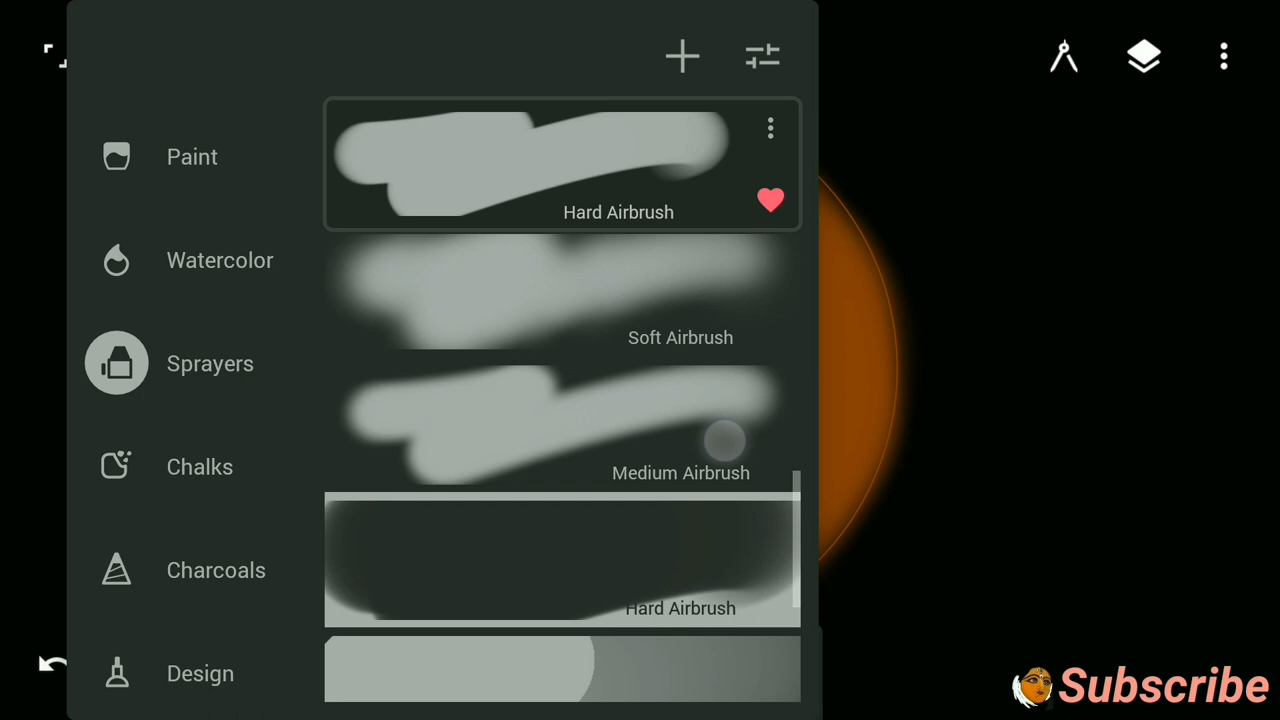 Paint
Watercolor
Sprayers
Chalks
Charcoals
Design
Hard Airbrush
Soft Airbrush
Medium Airbrush
Hard Airbrush
Subscribe